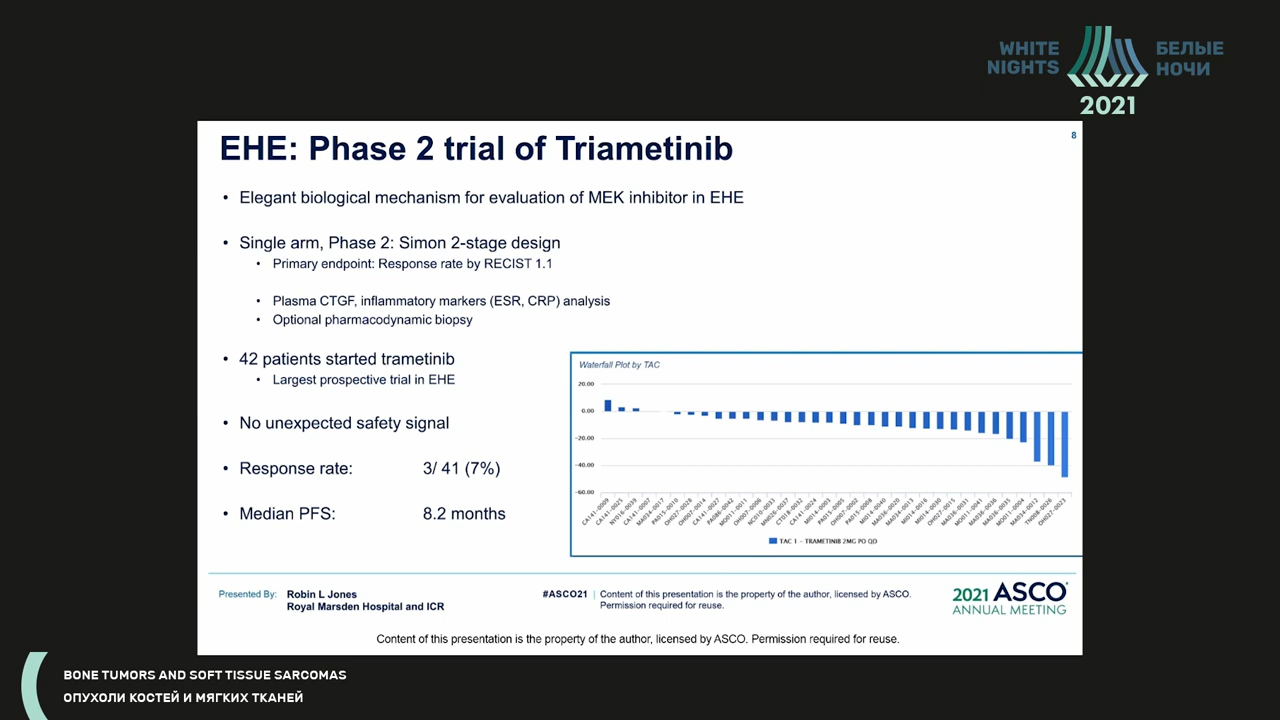 WHITE
NIGHTS
БЕЛЫЕ
НОЧИ
2021
8
EHE: Phase 2 trial of Triametinib
• Elegant biological mechanism for evaluation of MEK inhibitor in EHE
• Single arm, Phase 2: Simon 2-stage design
• Primary endpoint: Response rate by RECIST 1.1
• Plasma CTGF, inflammatory markers (ESR, CRP) analysis
• Optional pharmacodynamic biopsy
• 42 patients started trametinib
• Largest prospective trial in EHE
• No unexpected safety signal
• Response rate: 3/ 41 (7%)
• Median PFS: 8.2 months
Waterfall Plot by TAC
20.00
0.00
-20.00
-40.00
-60.00
TAC 1 - TRAMETINIB 2MG PO QD
Presented By: Robin L Jones
Royal Marsden Hospital and ICR
#ASCO21 | Content of this presentation is the property of the author, licensed by ASCO.
Permission required for reuse.
2021 ASCO
ANNUAL MEETING
Content of this presentation is the property of the author, licensed by ASCO. Permission required for reuse.
BONE TUMORS AND SOFT TISSUE SARCOMAS
ОПУХОЛИ КОСТЕЙ И МЯГКИХ ТКАНЕЙ